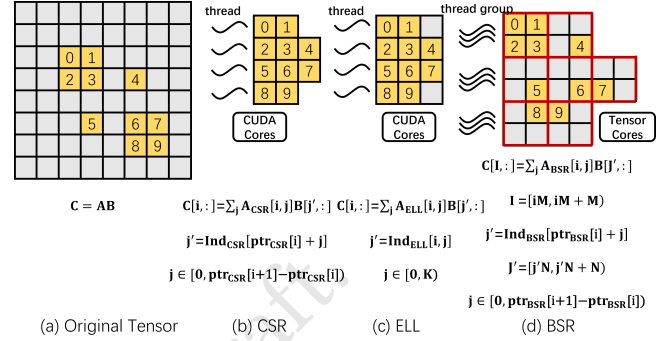 thread
thread
thread group
0 1
2 3 4
5 6 7
8 9
0 1
2 3 4
5 6 7
8 9
0 1
2 3 4
5 6 7
8 9
0 1
2 3 4
5 6 7
8 9
CUDA Cores
CUDA Cores
Tensor Cores
C = AB
C[i,:]=∑j ACSR[i,j]B[j′,:]
j′=IndCSR[ptrCSR[i] + j]
j ∈ [0, ptrCSR[i+1]−ptrCSR[i])
C[i,:]=∑j AELL[i,j]B[j′,:]
j′=IndELL[i,j]
j ∈ [0, K)
C[I,:]=∑j ABSR[i,j]B[J′,:]
I =[iM, iM + M)
j′=IndBSR[ptrBSR[i] + j]
J′=[j′N, j′N + N)
j ∈ [0, ptrBSR[i+1]−ptrBSR[i])
(a) Original Tensor
(b) CSR
(c) ELL
(d) BSR
raft.